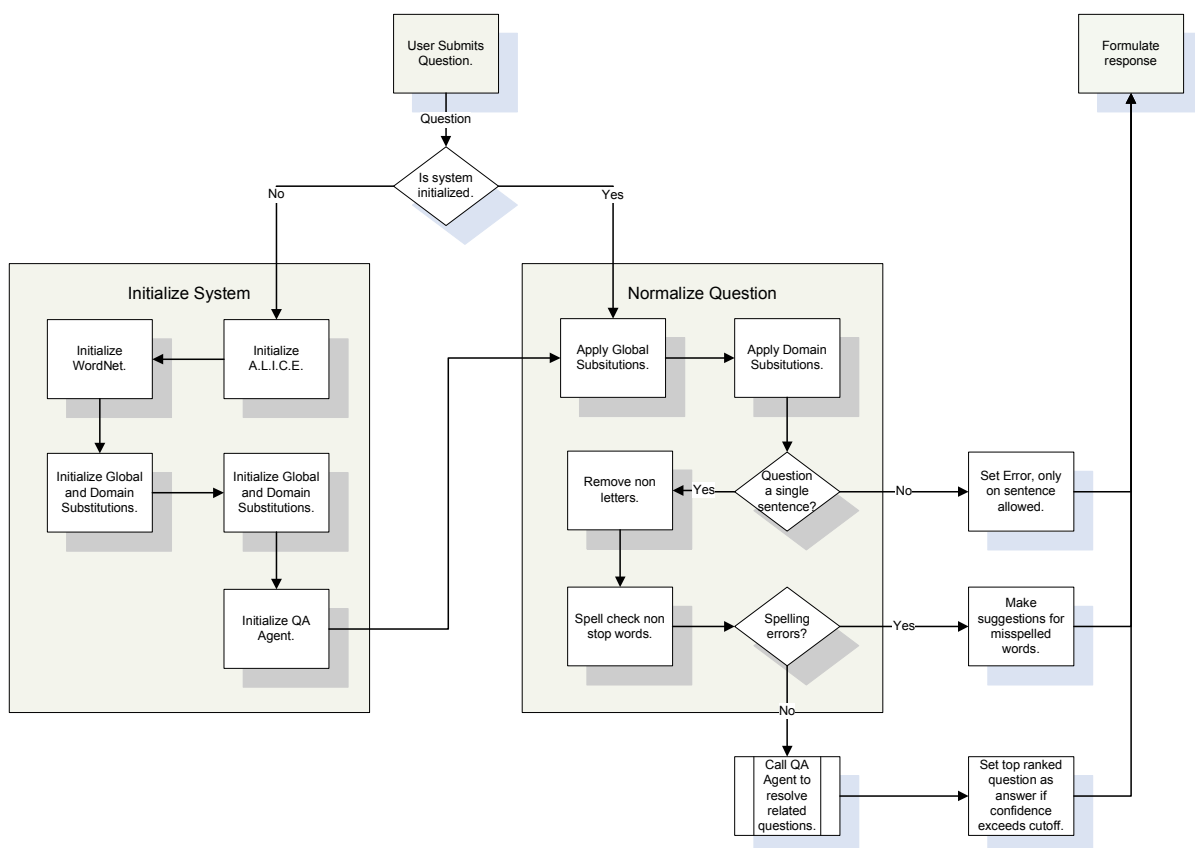 User Submits
Question.
Formulate
response
Question
Is system
initialized.
No
Yes
Initialize System
Normalize Question
Initialize
WordNet.
Initialize
A.L.I.C.E.
Apply Global
Subsitutions.
Apply Domain
Subsitutions.
Initialize Global
and Domain
Substitutions.
Initialize Global
and Domain
Substitutions.
Remove non
letters.
Yes
Question
a single
sentence?
No
Set Error, only
on sentence
allowed.
Initialize QA
Agent.
Spell check non
stop words.
Spelling
errors?
Yes
Make
suggestions for
misspelled
words.
No
Call QA
Agent to
resolve
related
questions.
Set top ranked
question as
answer if
confidence
exceeds cutoff.